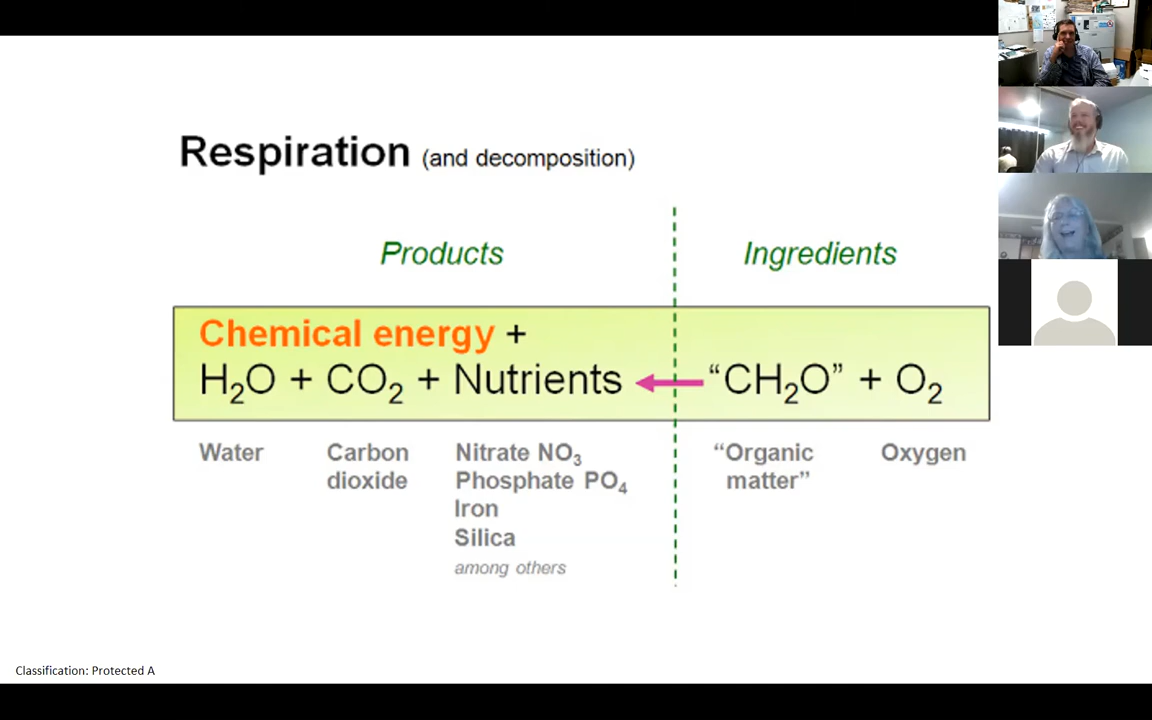 Respiration (and decomposition)
Products
Ingredients
Chemical energy +
H₂O + CO₂ + Nutrients ← “CH₂O” + O₂
Water
Carbon
dioxide
Nitrate NO₃
Phosphate PO₄
Iron
Silica
among others
“Organic
matter”
Oxygen
Classification: Protected A